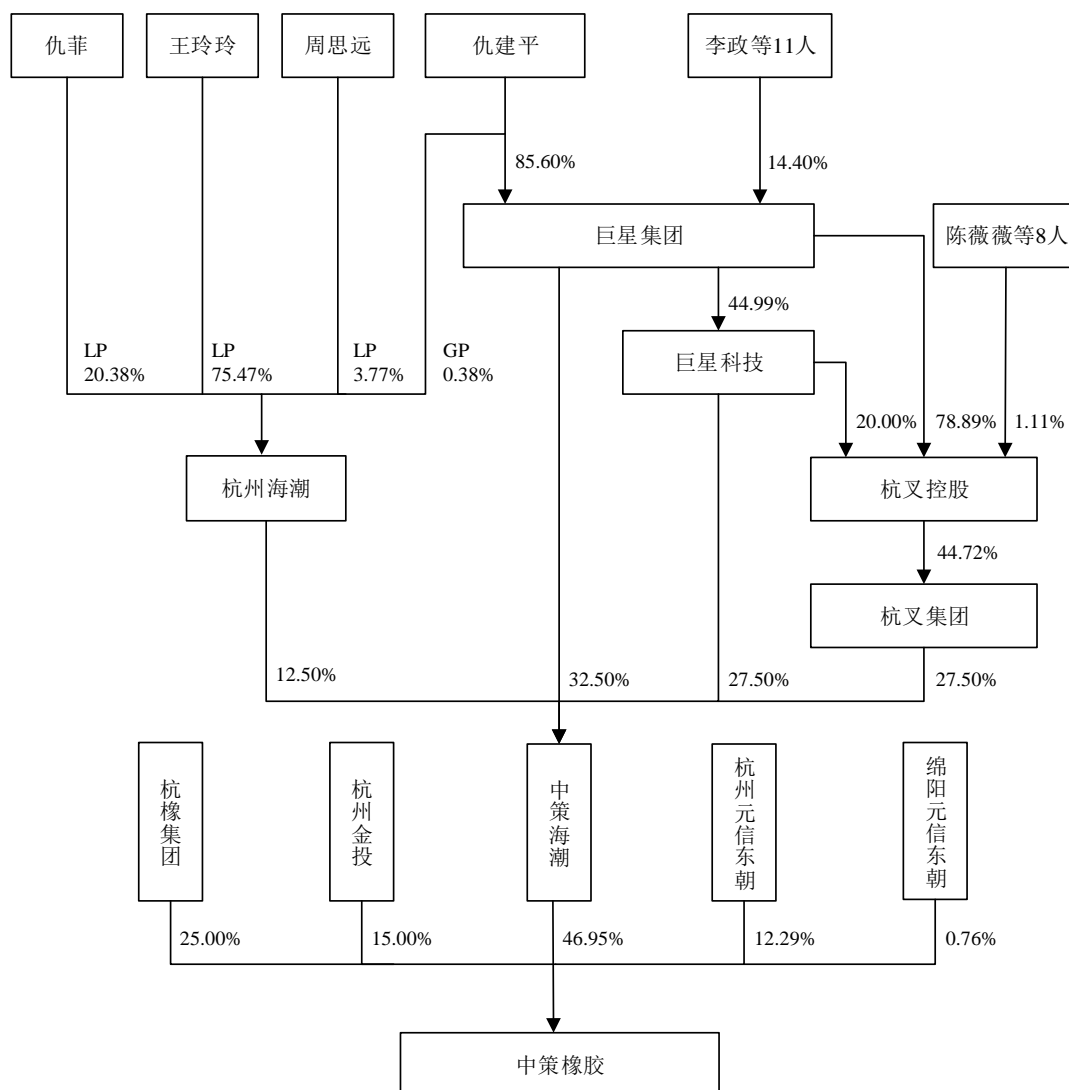 仇菲
王玲玲
周思远
仇建平
李政等11人
85.60%
14.40%
巨星集团
陈薇薇等8人
44.99%
LP
20.38%
LP
75.47%
LP
3.77%
GP
0.38%
巨星科技
20.00%
78.89%
1.11%
杭州海潮
杭叉控股
44.72%
杭叉集团
12.50%
32.50%
27.50%
27.50%
杭橡集团
杭州金投
中策海潮
杭州元信东朝
绵阳元信东朝
25.00%
15.00%
46.95%
12.29%
0.76%
中策橡胶